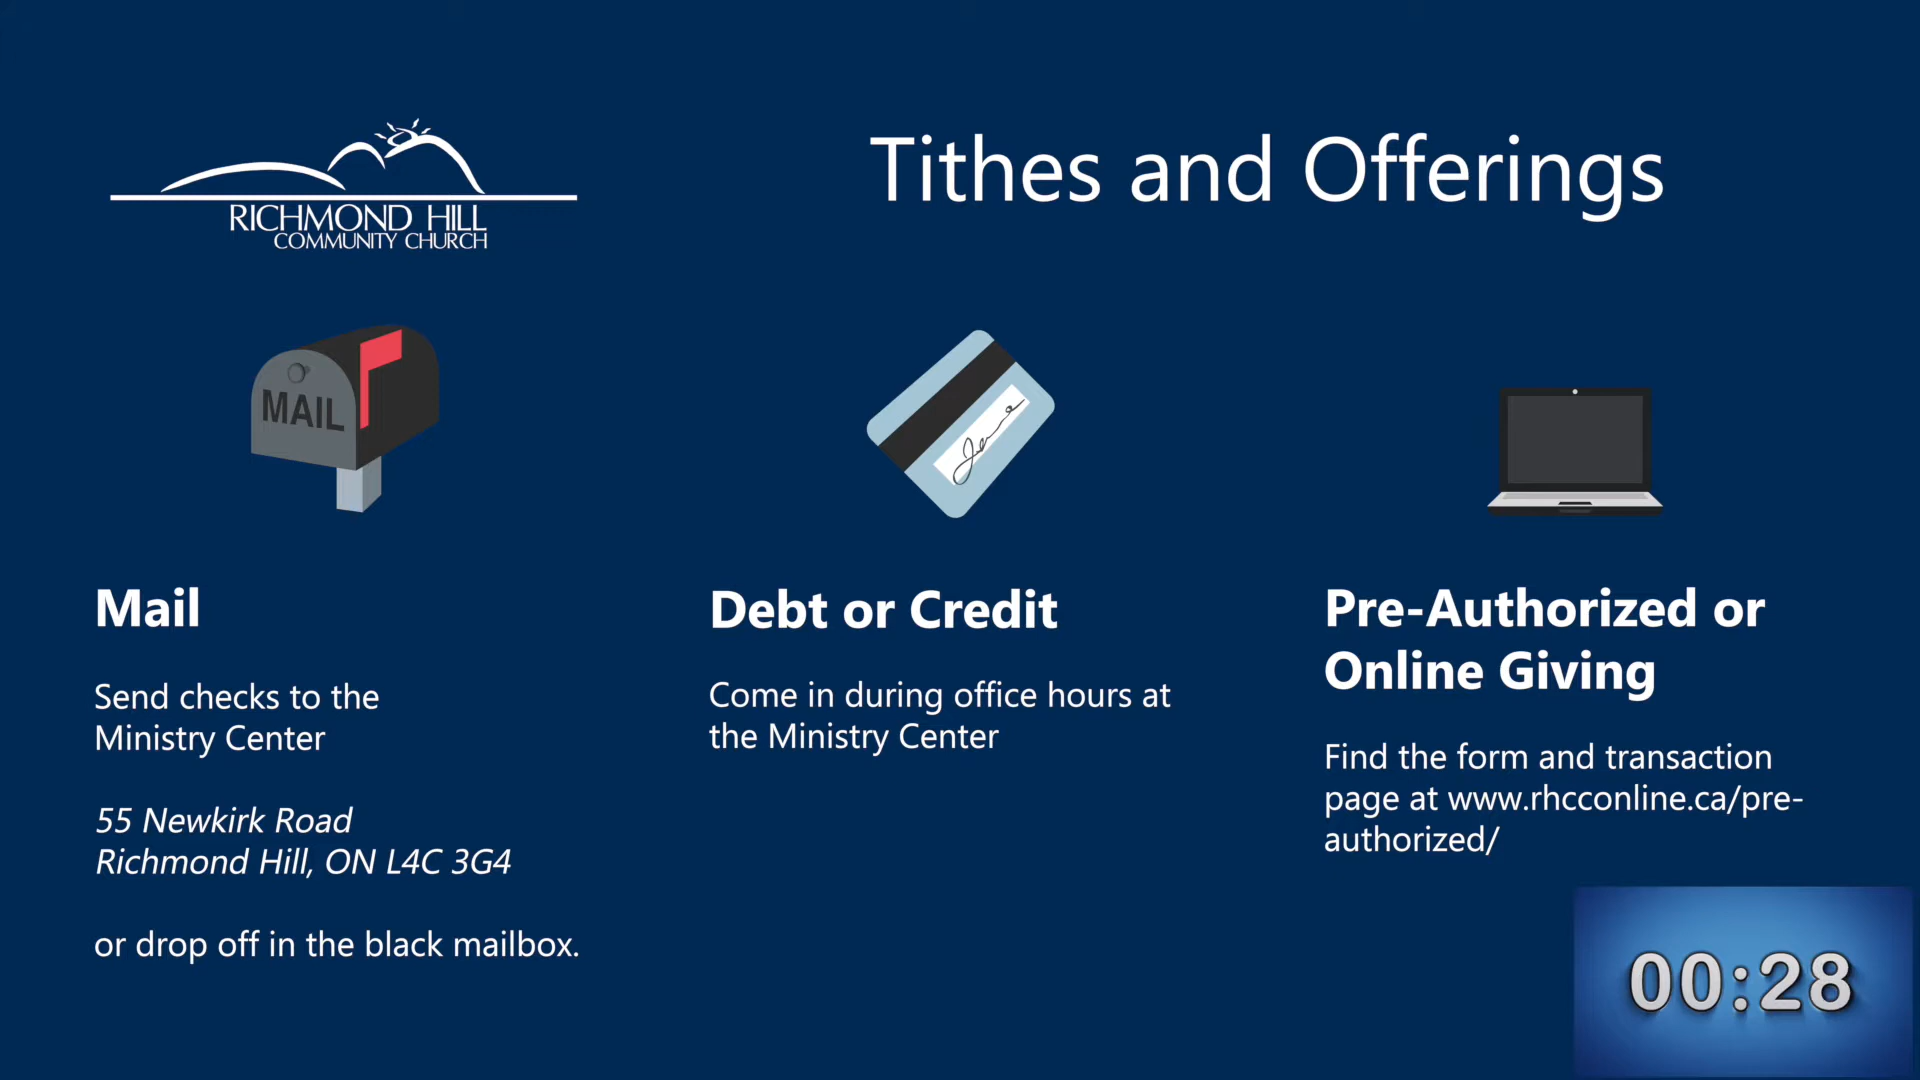 RICHMOND HILL
COMMUNITY CHURCH
Tithes and Offerings
MAIL
Mail
Send checks to the
Ministry Center
55 Newkirk Road
Richmond Hill, ON L4C 3G4
or drop off in the black mailbox.
Debt or Credit
Come in during office hours at
the Ministry Center
Pre-Authorized or
Online Giving
Find the form and transaction
page at www.rhcconline.ca/pre-
authorized/
00:28